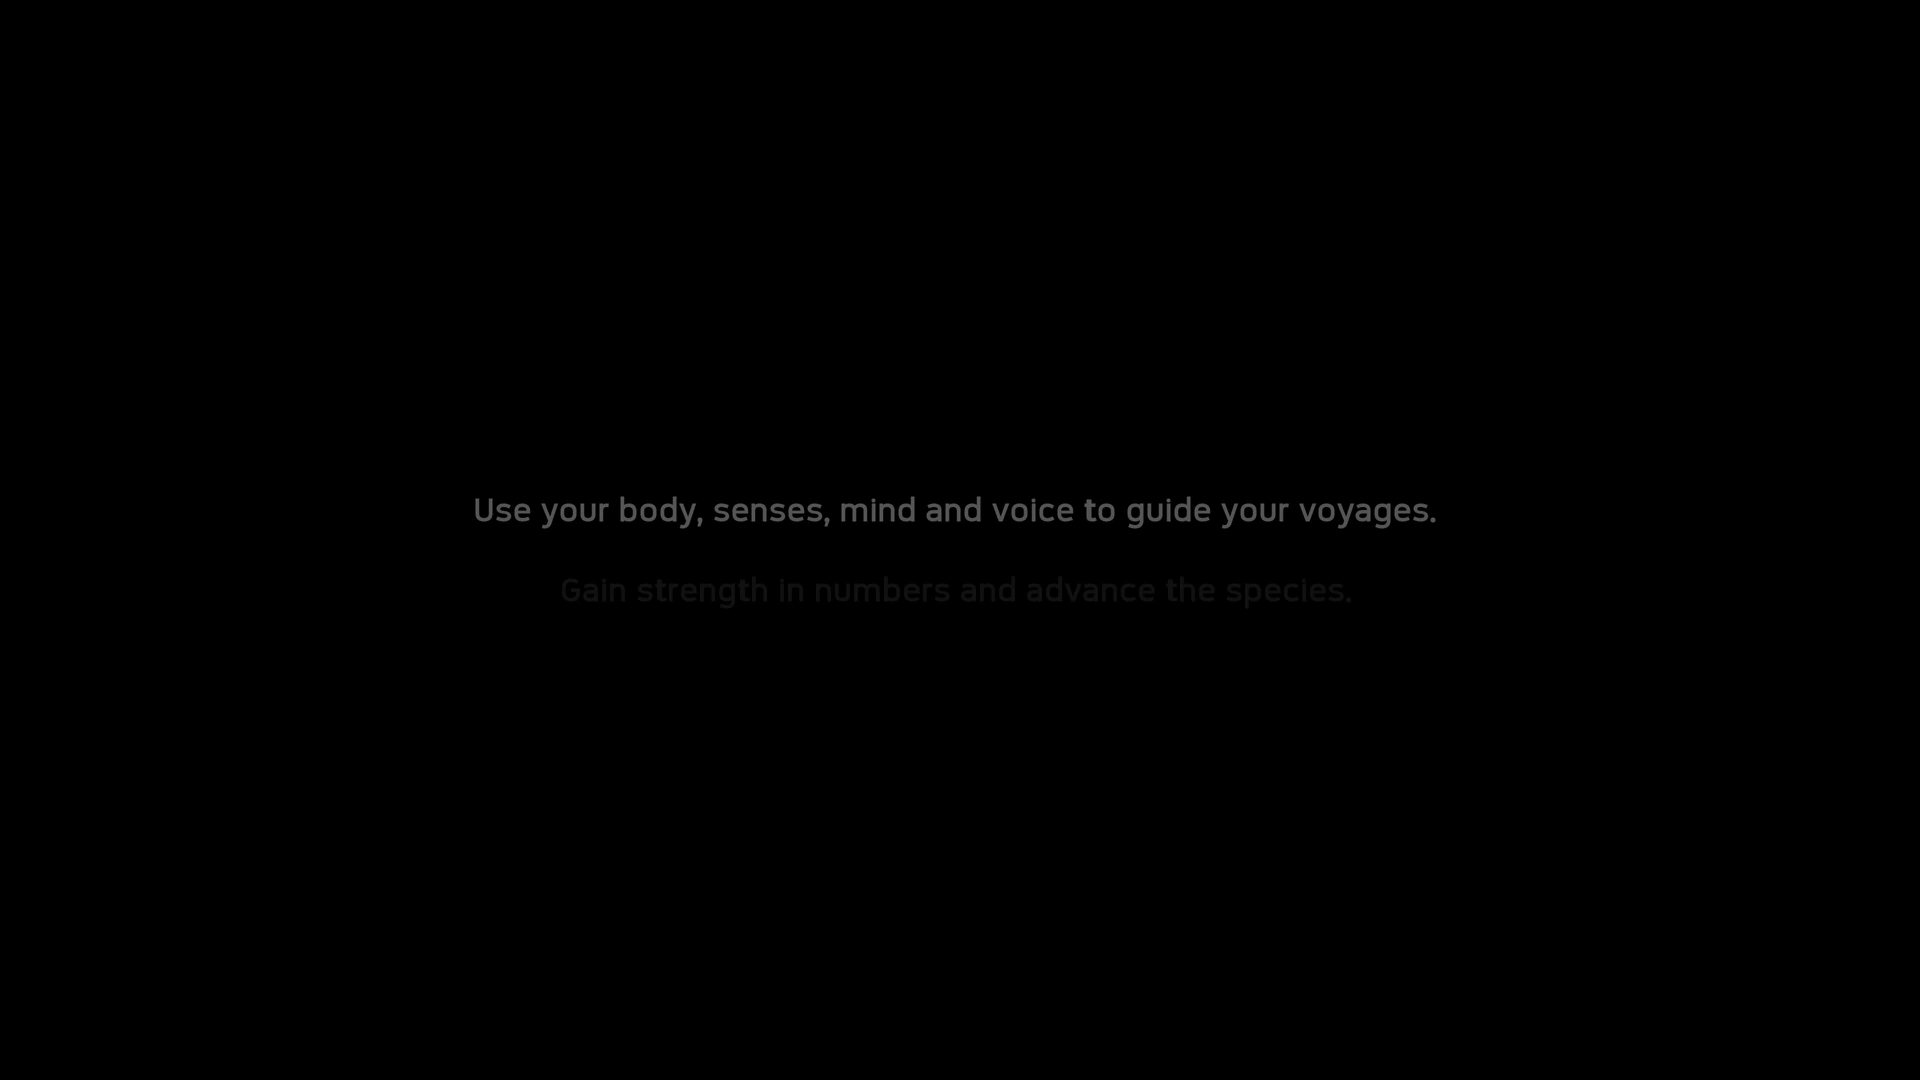 Use your body, senses, mind and voice to guide your voyages.
Gain strength in numbers and advance the species.